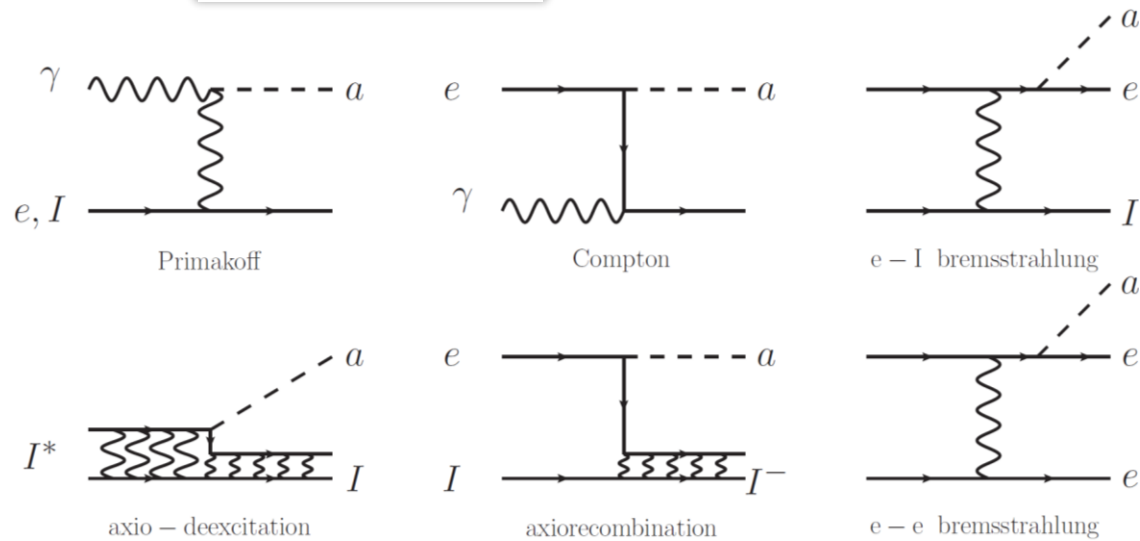 a
γ a e a e
e, I γ I
Primakoff Compton e − I bremsstrahlung
a
a e a e
I* I I I⁻ e
axio − deexcitation axiorecombination e − e bremsstrahlung